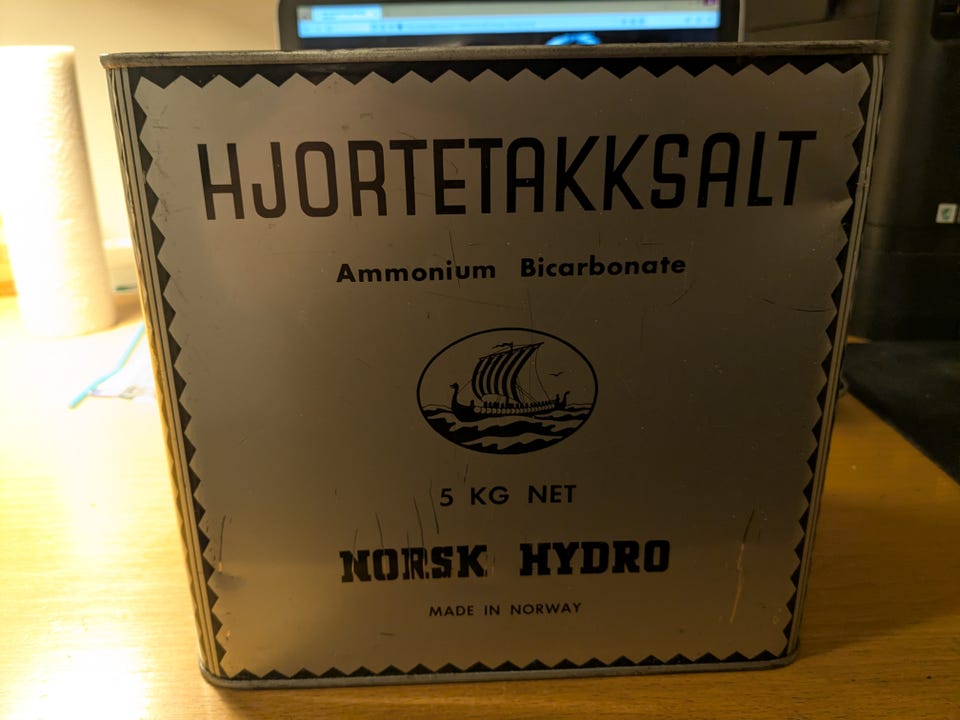 HJORTETAKKSALT
Ammonium Bicarbonate
5 KG NET
NORSK HYDRO
MADE IN NORWAY